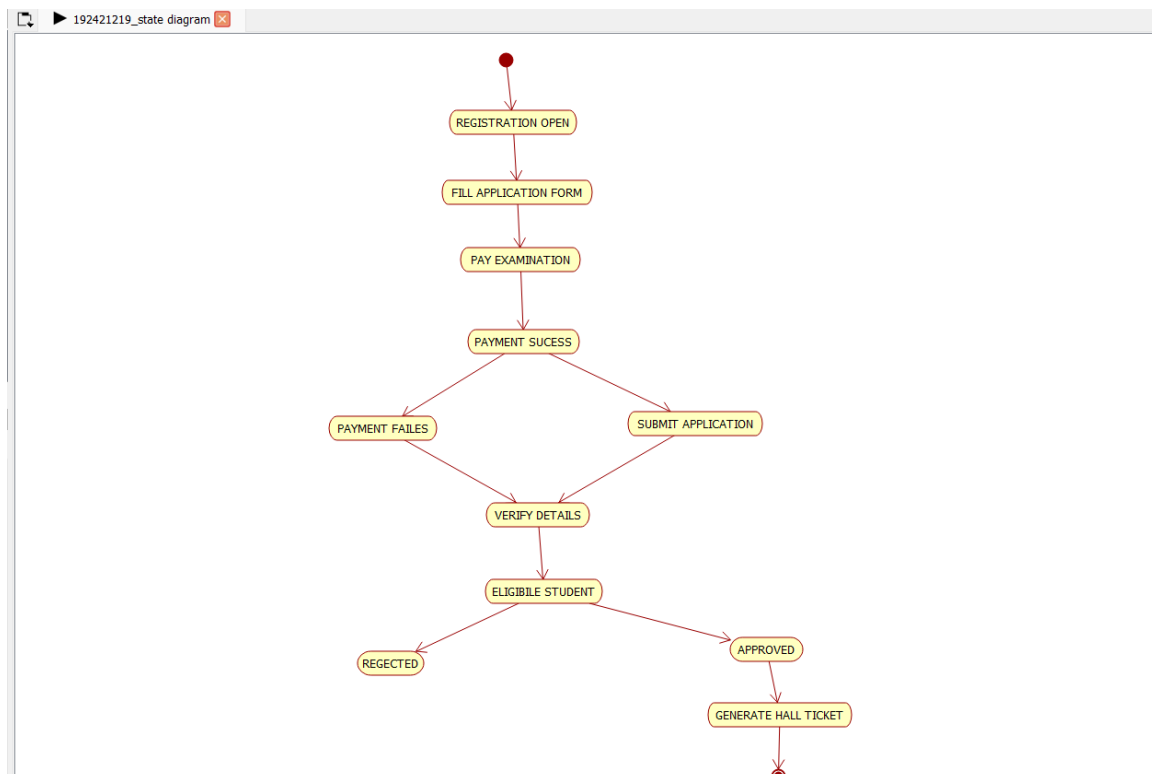 192421219_state diagram
REGISTRATION OPEN
FILL APPLICATION FORM
PAY EXAMINATION
PAYMENT SUCESS
PAYMENT FAILES
SUBMIT APPLICATION
VERIFY DETAILS
ELIGIBILE STUDENT
REGECTED
APPROVED
GENERATE HALL TICKET